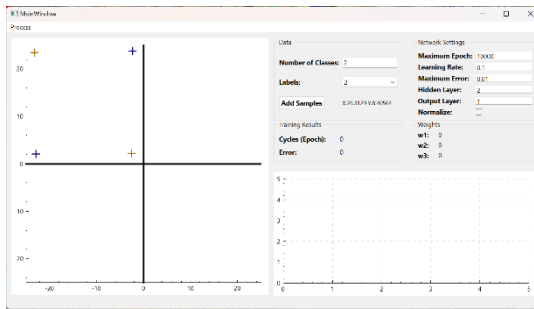 MainWindow
Process
Data
Number of Classes: 2
Labels: 2
Add Samples
Training Results
Cycles (Epoch): 0
Error: 0
Network Settings
Maximum Epoch: 10000
Learning Rate: 0.1
Maximum Error: 0.01
Hidden Layer: 2
Output Layer: 1
Normalize:
Weights
w1: 0
w2: 0
w3: 0
20
10
0
10
20
-20 -10 0 10 20
5
4
3
2
1
0
0 1 2 3 4 5